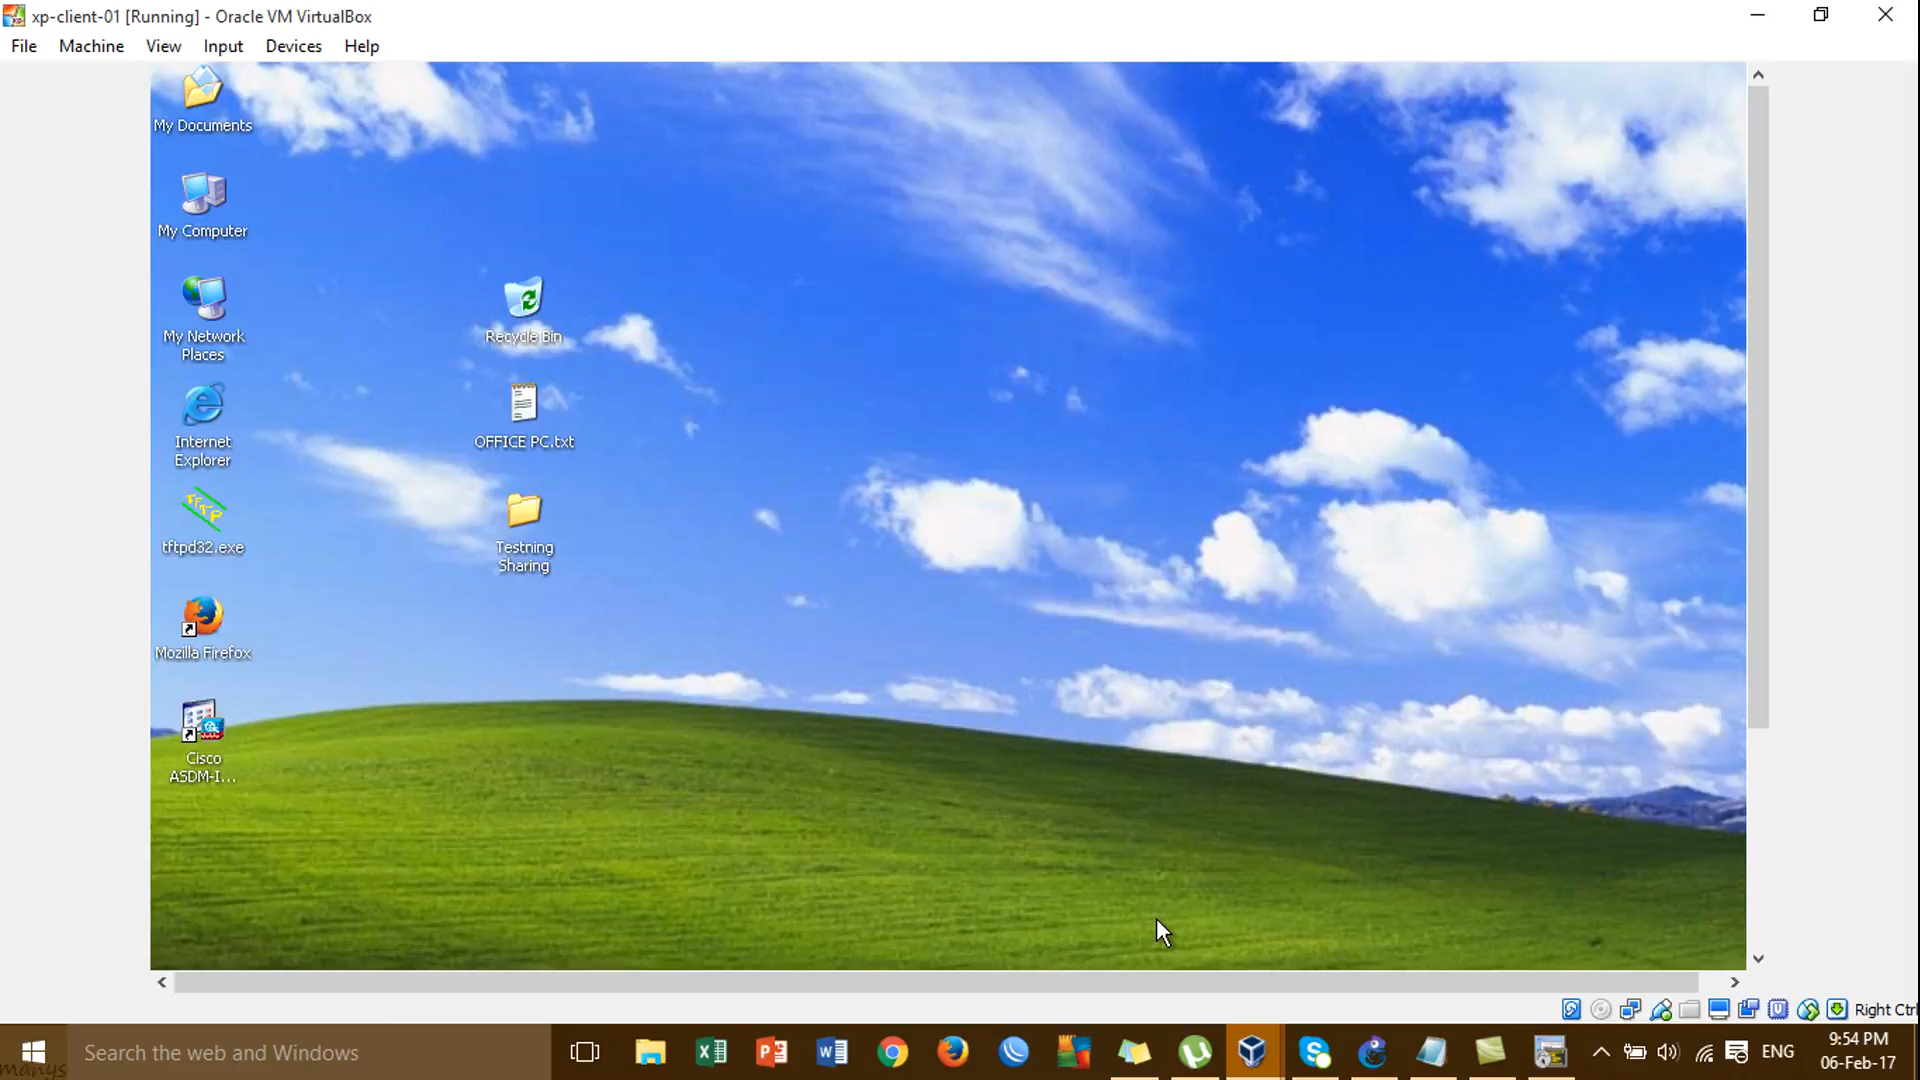 xp-client-01 [Running] - Oracle VM VirtualBox
File Machine View Input Devices Help
My Documents
My Computer
My Network
Places
Recycle Bin
Internet
Explorer
OFFICE PC.txt
tftpd32.exe
Testning
Sharing
Mozilla Firefox
Cisco
ASDM-I...
Right Ctrl
Search the web and Windows
ENG
9:54 PM
06-Feb-17
manys